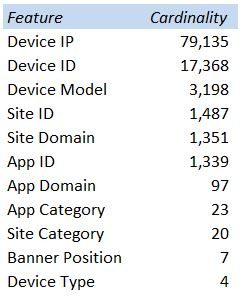 Feature Cardinality
Device IP 79,135
Device ID 17,368
Device Model 3,198
Site ID 1,487
Site Domain 1,351
App ID 1,339
App Domain 97
App Category 23
Site Category 20
Banner Position 7
Device Type 4